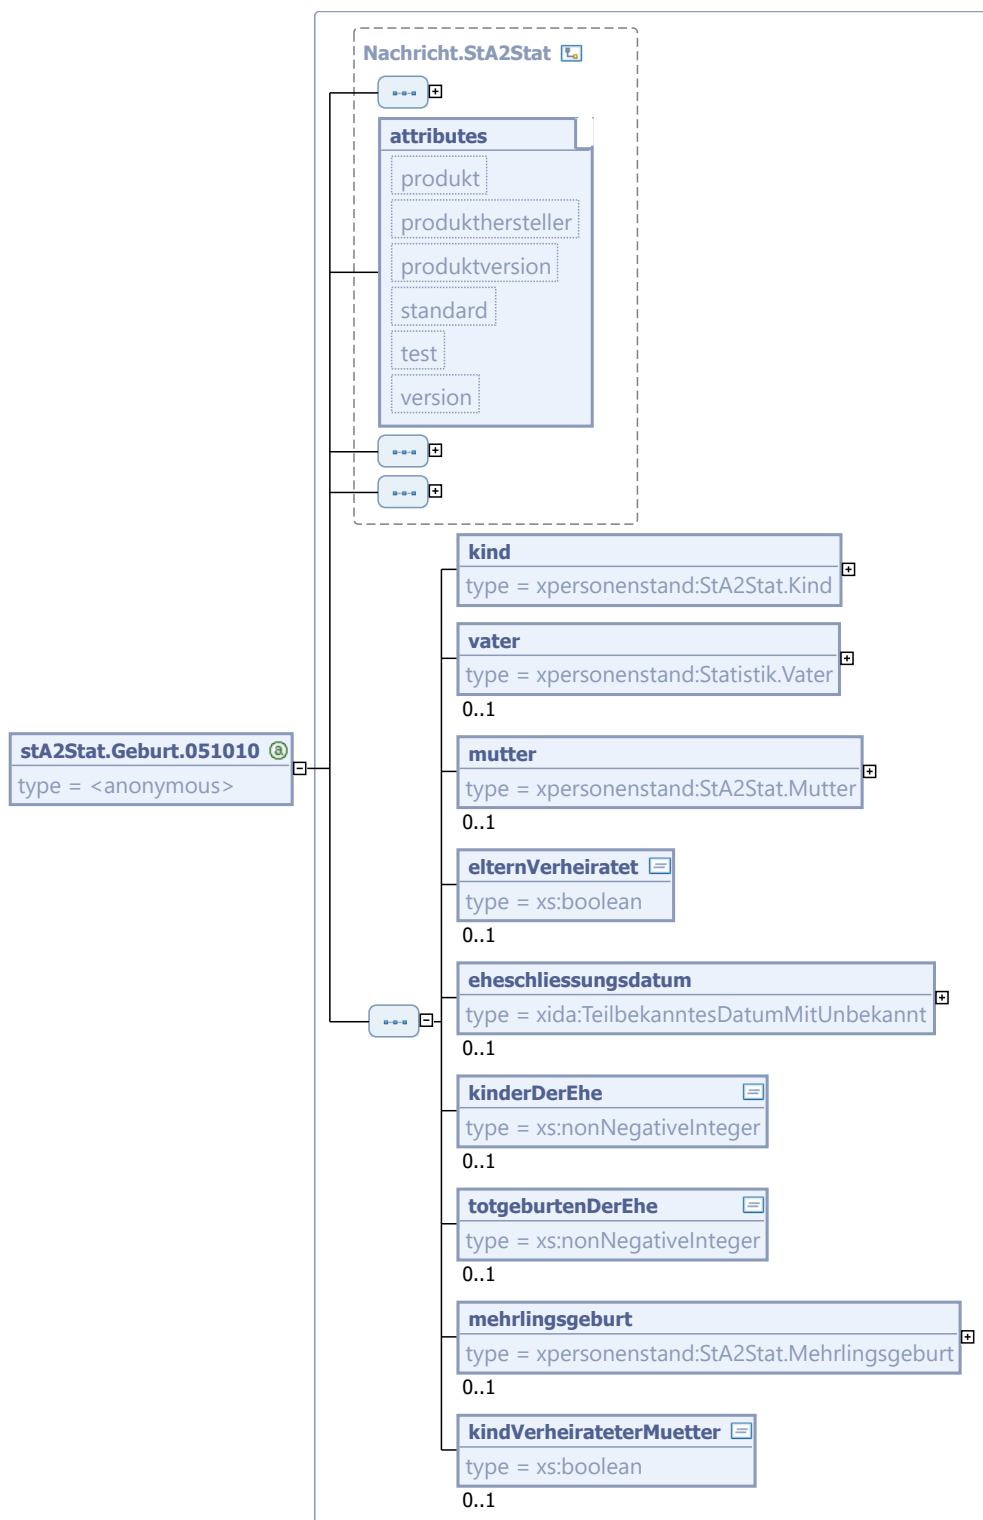 Nachricht.StA2Stat
attributes
produkt
produkthersteller
produktversion
standard
test
version
kind
type = xpersonenstand:StA2Stat.Kind
vater
type = xpersonenstand:Statistik.Vater
0..1
stA2Stat.Geburt.051010
type = <anonymous>
mutter
type = xpersonenstand:StA2Stat.Mutter
0..1
elternVerheiratet
type = xs:boolean
0..1
eheschliessungsdatum
type = xida:TeilbekanntesDatumMitUnbekannt
0..1
kinderDerEhe
type = xs:nonNegativeInteger
0..1
totgeburtenDerEhe
type = xs:nonNegativeInteger
0..1
mehrlingsgeburt
type = xpersonenstand:StA2Stat.Mehrlingsgeburt
0..1
kindVerheirateterMuetter
type = xs:boolean
0..1